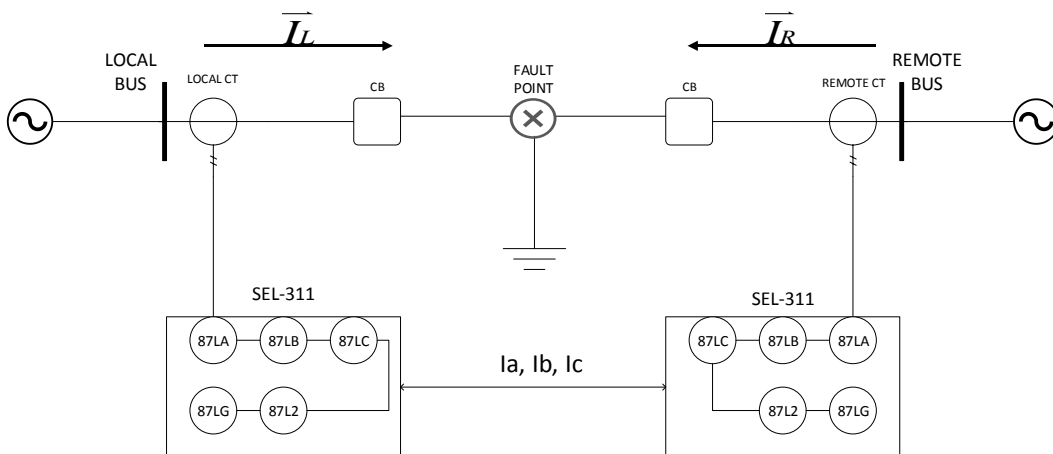 I_L
I_R
LOCAL
BUS
LOCAL CT
CB
FAULT
POINT
CB
REMOTE CT
REMOTE
BUS
SEL-311
SEL-311
87LA
87LB
87LC
87LC
87LB
87LA
Ia, Ib, Ic
87LG
87L2
87L2
87LG